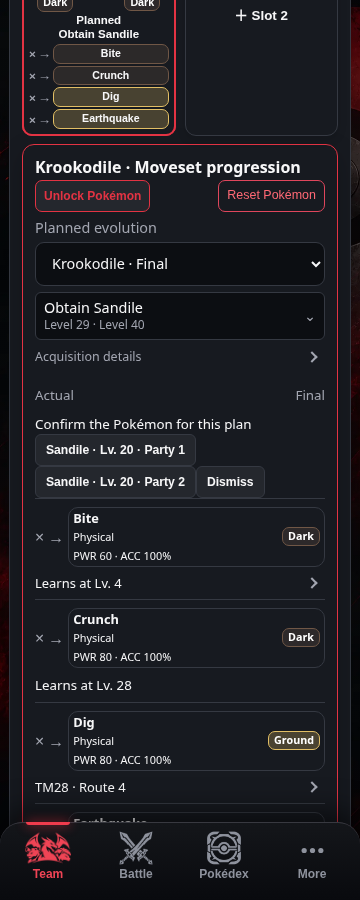 Dark Dark
Planned
Obtain Sandile
× → Bite
× → Crunch
× → Dig
× → Earthquake
+ Slot 2
Krookodile · Moveset progression
Unlock Pokémon
Reset Pokémon
Planned evolution
Krookodile · Final
Obtain Sandile
Level 29 · Level 40
Acquisition details
Actual Final
Confirm the Pokémon for this plan
Sandile · Lv. 20 · Party 1
Sandile · Lv. 20 · Party 2 Dismiss
Bite
× → Physical Dark
PWR 60 · ACC 100%
Learns at Lv. 4
Crunch
× → Physical Dark
PWR 80 · ACC 100%
Learns at Lv. 28
Dig
× → Physical Ground
PWR 80 · ACC 100%
TM28 · Route 4
Earthquake
Team Battle Pokédex More